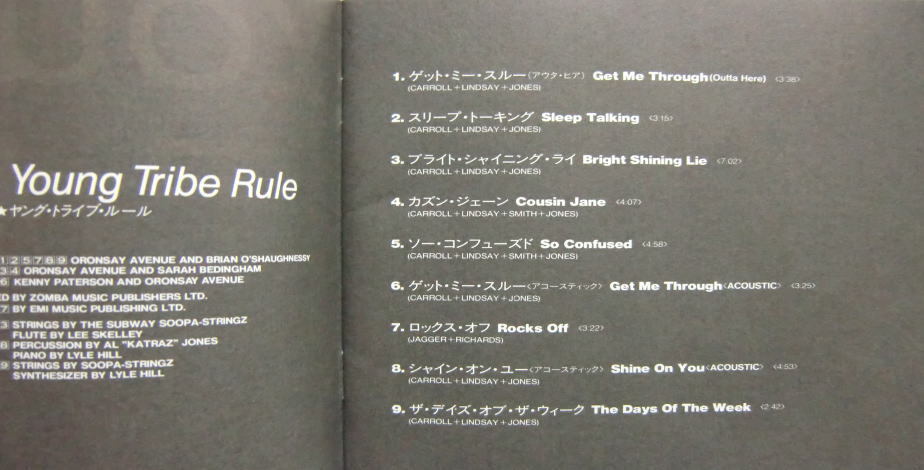 Young Tribe Rule
★ヤング・トライブ・ルール
1 2 5 7 8 9 ORONSAY AVENUE AND BRIAN O'SHAUGHNESSY
3 4 ORONSAY AVENUE AND SARAH BEDINGHAM
6 KENNY PATERSON AND ORONSAY AVENUE
BY ZOMBA MUSIC PUBLISHERS LTD.
7 BY EMI MUSIC PUBLISHING LTD.
3 STRINGS BY THE SUBWAY SOOPA-STRINGZ
FLUTE BY LEE SKELLEY
8 PERCUSSION BY AL "KATRAZ" JONES
PIANO BY LYLE HILL
9 STRINGS BY SOOPA-STRINGZ
SYNTHESIZER BY LYLE HILL
1. ゲット・ミー・スルー(アウタ・ヒア) Get Me Through(Outta Here) <3:38>
(CARROLL+LINDSAY+JONES)
2. スリープ・トーキング Sleep Talking <3:15>
(CARROLL+LINDSAY+JONES)
3. ブライト・シャイニング・ライ Bright Shining Lie <7:02>
(CARROLL+LINDSAY+JONES)
4. カズン・ジェーン Cousin Jane <4:07>
(CARROLL+LINDSAY+SMITH+JONES)
5. ソー・コンフューズド So Confused <4:58>
(CARROLL+LINDSAY+SMITH+JONES)
6. ゲット・ミー・スルー<アコースティック> Get Me Through<ACOUSTIC> <3:25>
(CARROLL+LINDSAY+JONES)
7. ロックス・オフ Rocks Off <3:22>
(JAGGER+RICHARDS)
8. シャイン・オン・ユー<アコースティック> Shine On You<ACOUSTIC> <4:53>
(CARROLL+LINDSAY+JONES)
9. ザ・デイズ・オブ・ザ・ウィーク The Days Of The Week <2:42>
(CARROLL+LINDSAY+JONES)